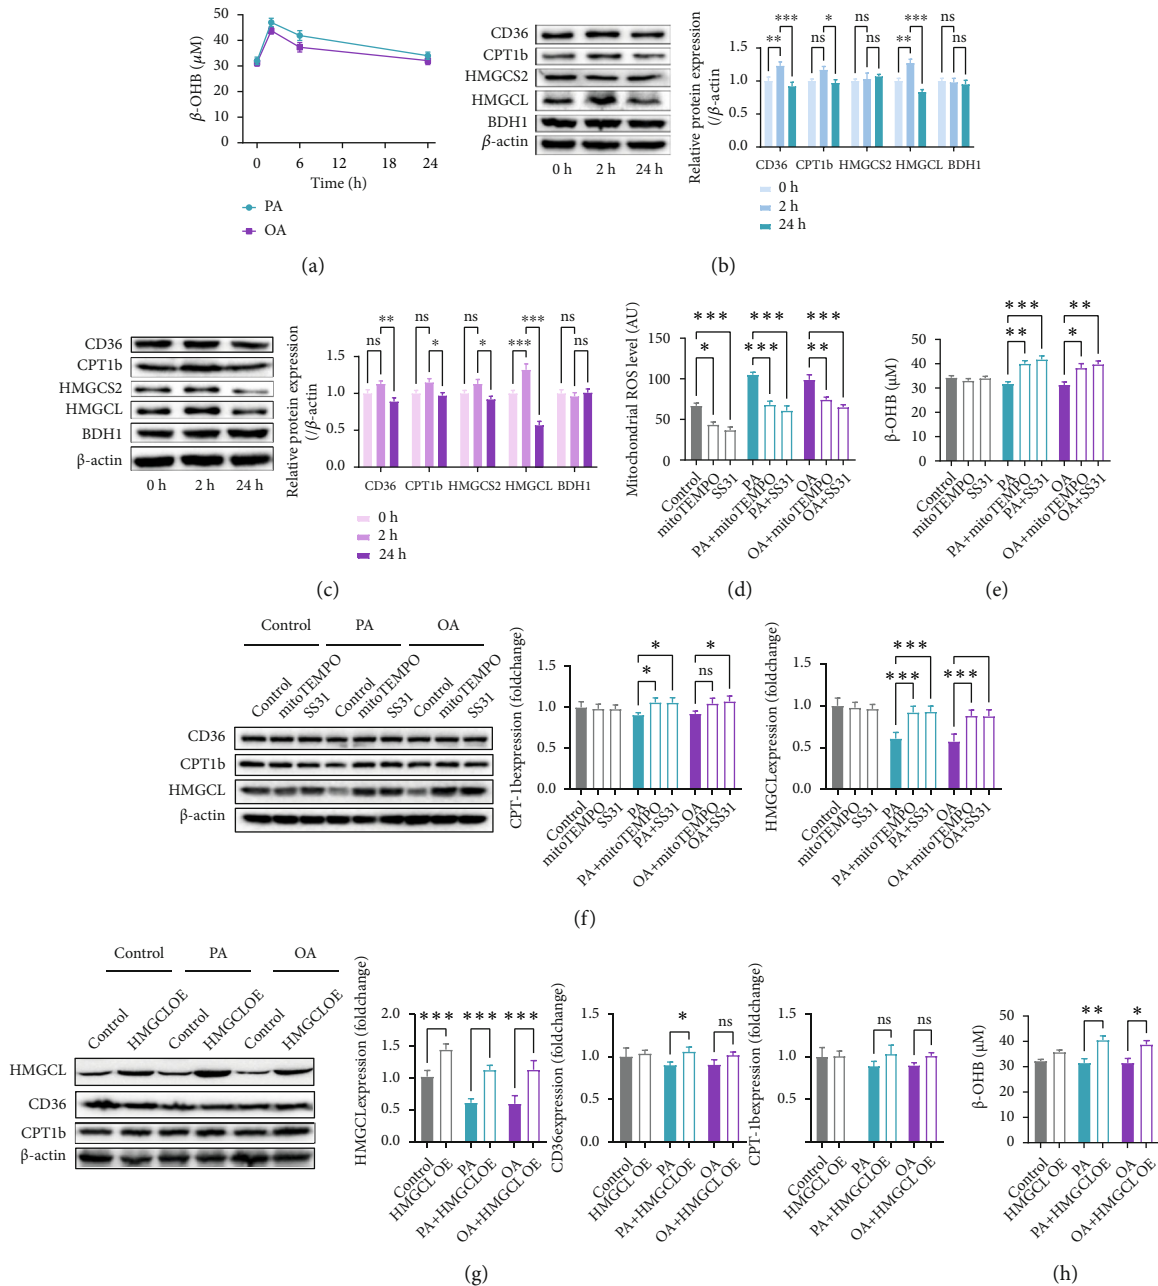 β-OHB (μM)
50
40
30
20
10
0
0
6
12
18
24
Time (h)
PA
OA
(a)
CD36
CPT1b
HMGCS2
HMGCL
BDH1
β-actin
0 h
2 h
24 h
Relative protein expression
(/β-actin
1.5
1.0
0.5
0.0
**
***
ns
*
ns
ns
**
***
ns
ns
CD36
CPT1b
HMGCS2
HMGCL
BDH1
0 h
2 h
24 h
(b)
CD36
CPT1b
HMGCS2
HMGCL
BDH1
β-actin
0 h
2 h
24 h
Relative protein expression
(/β-actin
1.5
1.0
0.5
0.0
ns
**
ns
*
ns
*
***
***
ns
ns
CD36
CPT1b
HMGCS2
HMGCL
BDH1
0 h
2 h
24 h
(c)
Mitochondrial ROS level (AU)
150
100
50
0
***
*
***
***
***
**
Control
mitoTEMPO
SS31
PA
PA+mitoTEMPO
PA+SS31
OA
OA+mitoTEMPO
OA+SS31
(d)
β-OHB (μM)
50
40
30
20
10
0
***
**
**
*
Control
mitoTEMPO
SS31
PA
PA+mitoTEMPO
PA+SS31
OA
OA+mitoTEMPO
OA+SS31
(e)
Control
PA
OA
Control
mitoTEMPO
SS31
Control
mitoTEMPO
SS31
Control
mitoTEMPO
SS31
CD36
CPT1b
HMGCL
β-actin
CPT-1bexpression (foldchange)
1.5
1.0
0.5
0.0
*
*
*
ns
Control
mitoTEMPO
SS31
PA
PA+mitoTEMPO
PA+SS31
OA
OA+mitoTEMPO
OA+SS31
HMGCLexpression (foldchange)
1.5
1.0
0.5
0.0
***
***
***
Control
mitoTEMPO
SS31
PA
PA+mitoTEMPO
PA+SS31
OA
OA+mitoTEMPO
OA+SS31
(f)
Control
PA
OA
Control
HMGCLOE
Control
HMGCLOE
Control
HMGCLOE
HMGCL
CD36
CPT1b
β-actin
HMGCLexpression (foldchange)
2.0
1.5
1.0
0.5
0.0
***
***
***
Control
HMGCL OE
PA
PA+HMGCL OE
OA
OA+HMGCL OE
CD36expression (foldchange)
1.5
1.0
0.5
0.0
*
ns
Control
HMGCL OE
PA
PA+HMGCL OE
OA
OA+HMGCL OE
CPT-1bexpression (foldchange)
1.5
1.0
0.5
0.0
ns
ns
Control
HMGCL OE
PA
PA+HMGCL OE
OA
OA+HMGCL OE
(g)
β-OHB (μM)
50
40
30
20
10
0
**
*
Control
HMGCL OE
PA
PA+HMGCL OE
OA
OA+HMGCL OE
(h)